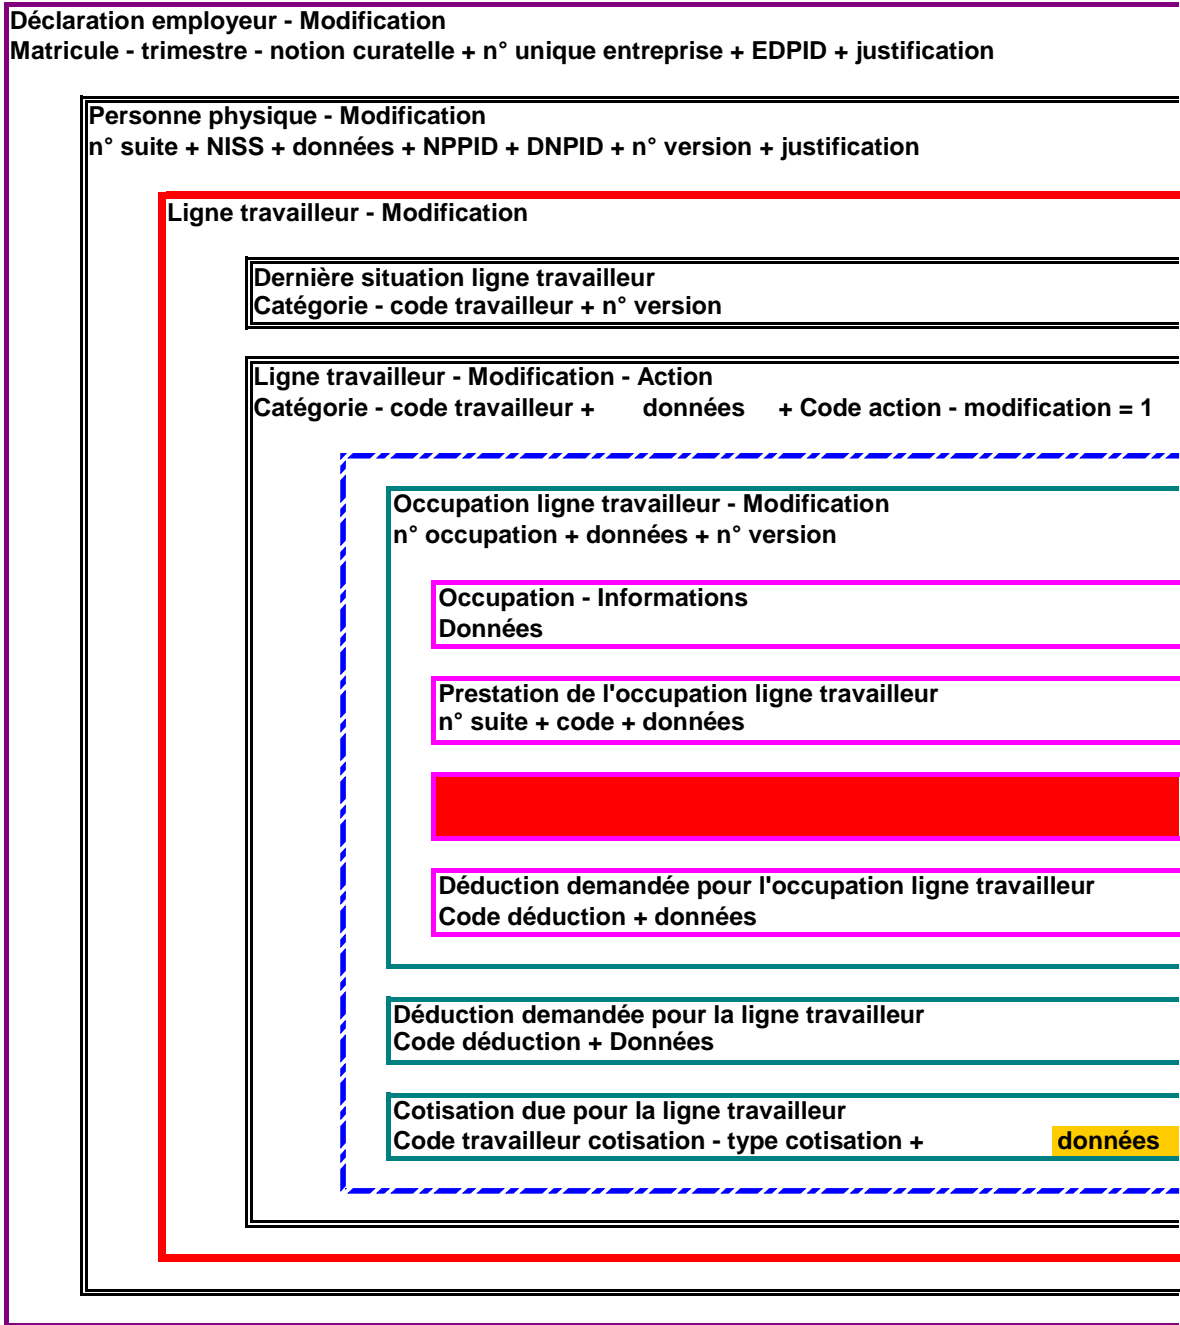 Déclaration employeur - Modification
Matricule - trimestre - notion curatelle + n° unique entreprise + EDPID + justification
Personne physique - Modification
n° suite + NISS + données + NPPID + DNPID + n° version + justification
Ligne travailleur - Modification
Dernière situation ligne travailleur
Catégorie - code travailleur + n° version
Ligne travailleur - Modification - Action
Catégorie - code travailleur + données + Code action - modification = 1
Occupation ligne travailleur - Modification
n° occupation + données + n° version
Occupation - Informations
Données
Prestation de l'occupation ligne travailleur
n° suite + code + données
Déduction demandée pour l'occupation ligne travailleur
Code déduction + données
Déduction demandée pour la ligne travailleur
Code déduction + Données
Cotisation due pour la ligne travailleur
Code travailleur cotisation - type cotisation + données